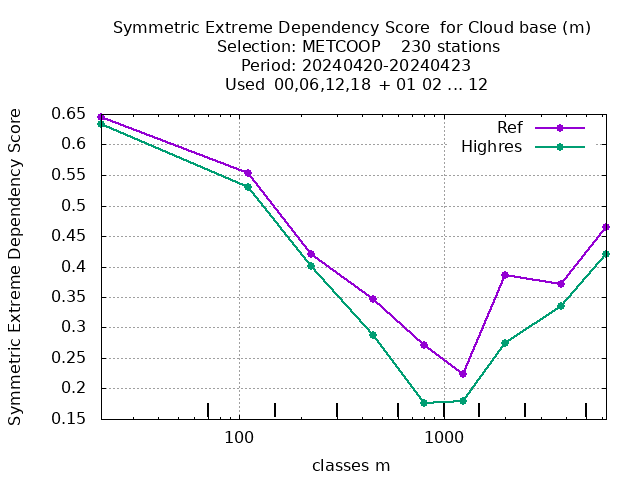 Symmetric Extreme Dependency Score  for Cloud base (m)
Selection: METCOOP    230 stations
Period: 20240420-20240423
Used  00,06,12,18  + 01 02 ... 12
Symmetric Extreme Dependency Score
0.65
0.6
0.55
0.5
0.45
0.4
0.35
0.3
0.25
0.2
0.15
Ref
Highres
100
1000
classes m